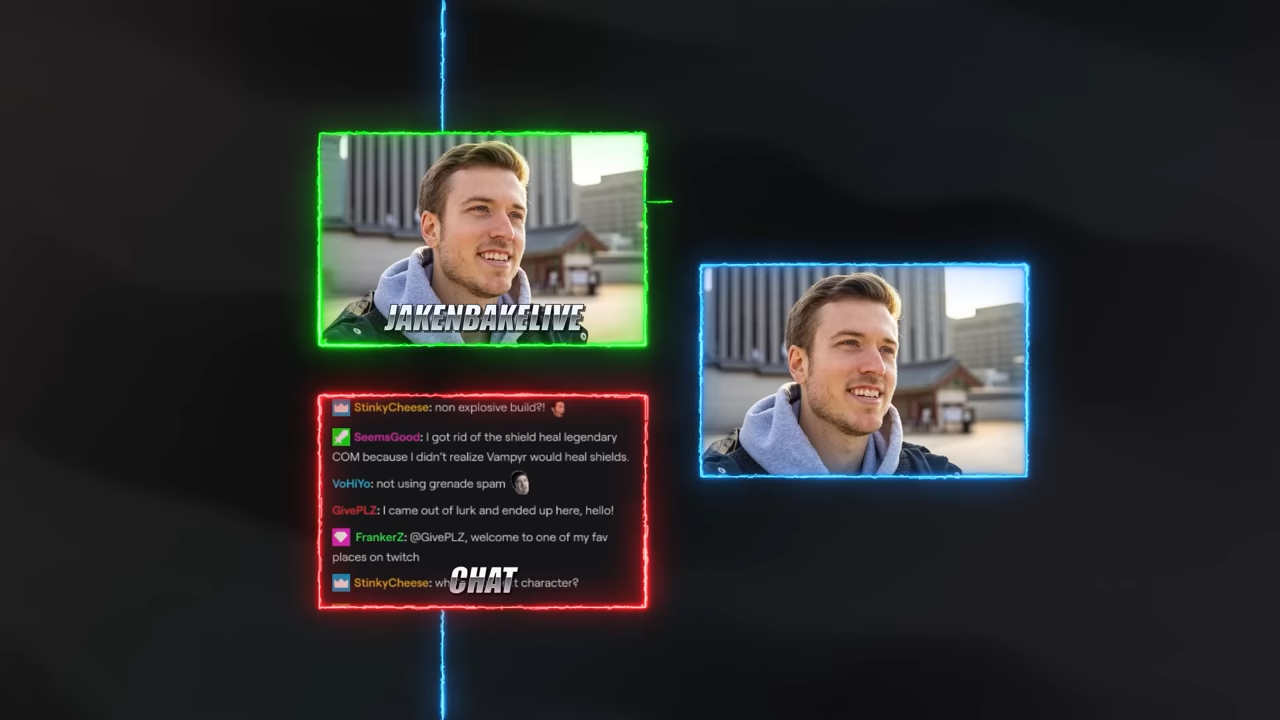 JAKENBAKELIVE
StinkyCheese: non explosive build?!
SeemsGood: I got rid of the shield heal legendary
COM because I didn't realize Vampyr would heal shields.
VoHiYo: not using grenade spam
GivePLZ: I came out of lurk and ended up here, hello!
FrankerZ: @GivePLZ, welcome to one of my fav
places on twitch
StinkyCheese: character?
CHAT